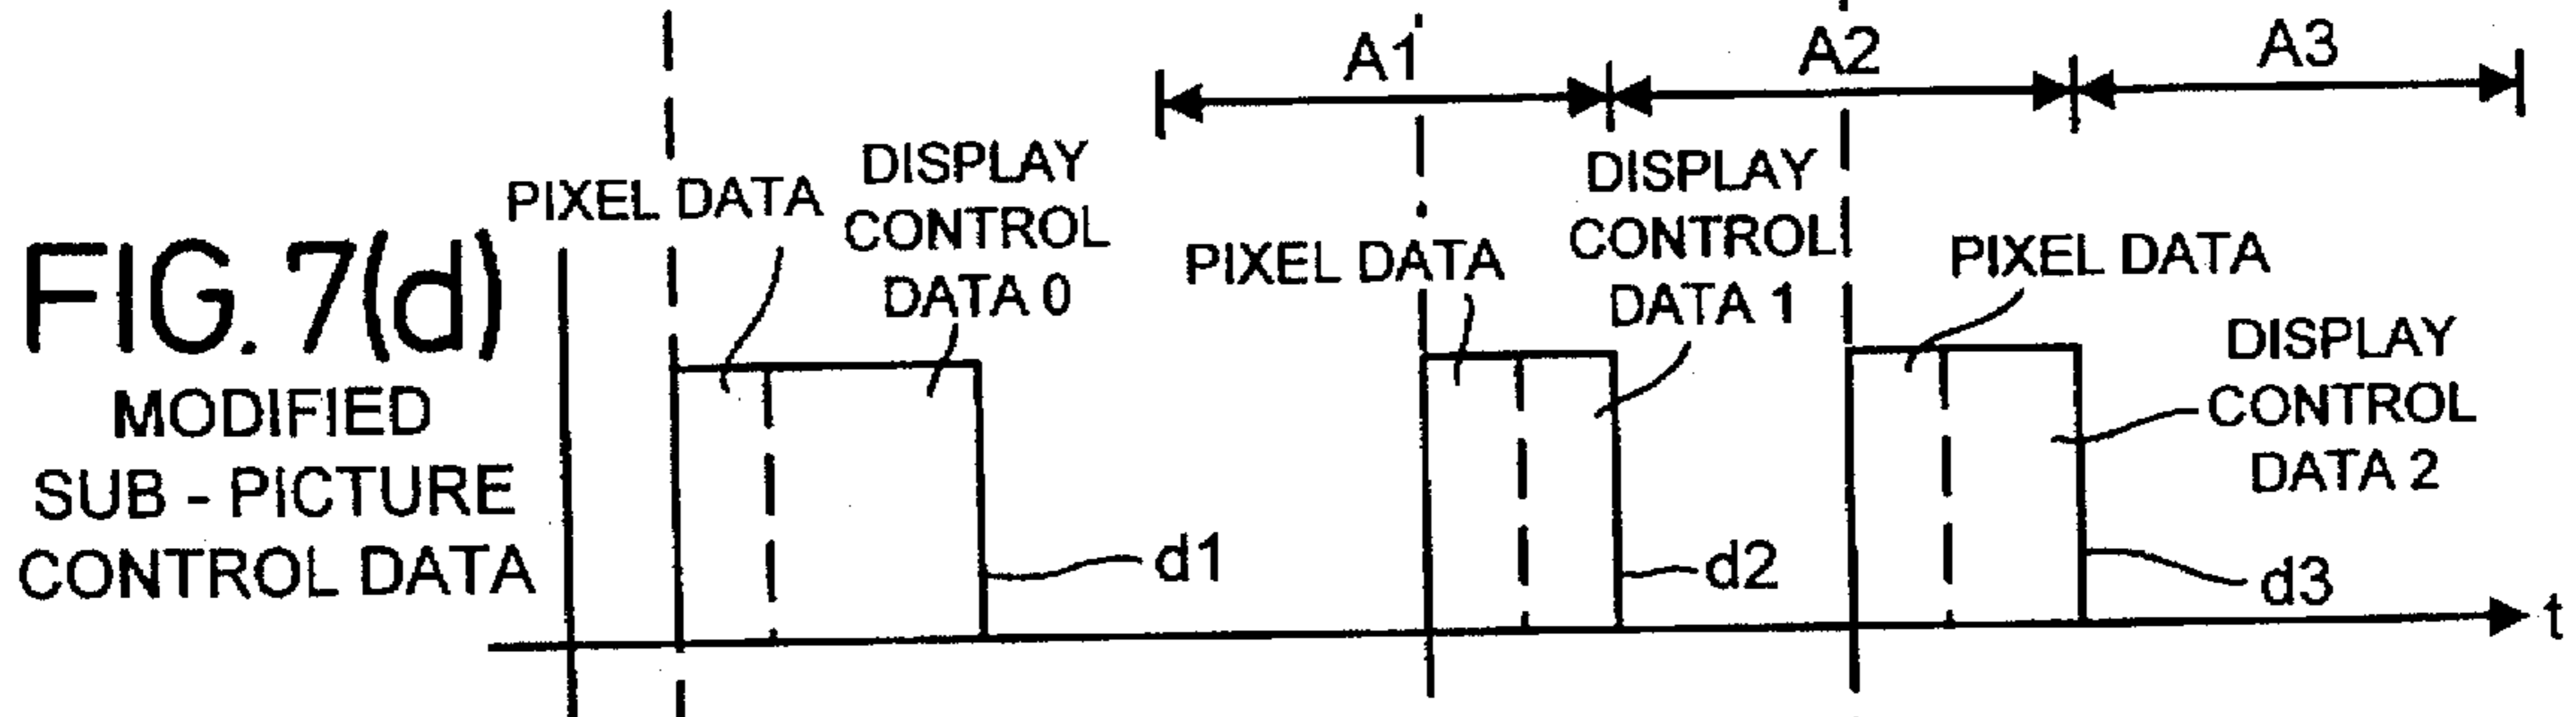 A1
A2
A3
PIXEL DATA
DISPLAY
CONTROL
DATA 0
PIXEL DATA
DISPLAY
CONTROL
DATA 1
PIXEL DATA
DISPLAY
CONTROL
DATA 2
FIG. 7(d)
MODIFIED
SUB - PICTURE
CONTROL DATA
d1
d2
d3
t